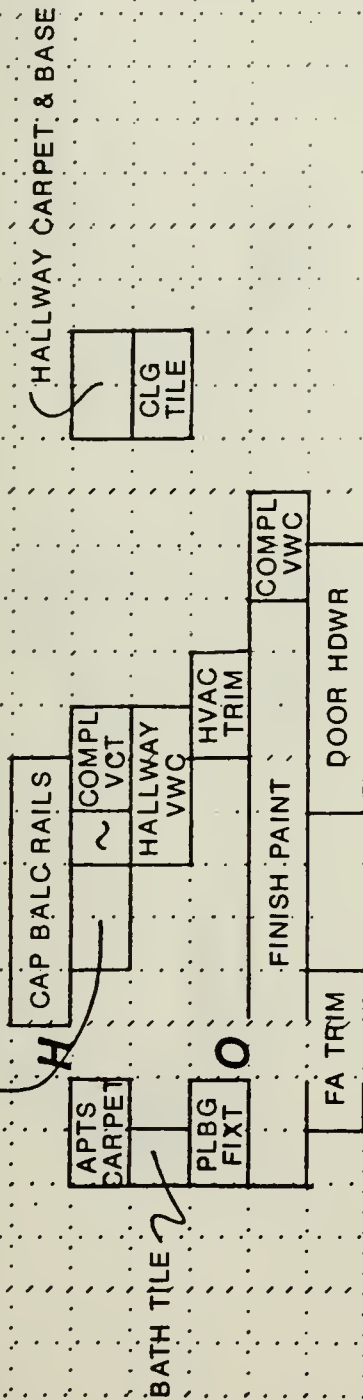 HALLWAY CARPET & BASE
CLG
TILE
CAP BALC RAILS
COMPL
VCT
~
HALLWAY
VWC
HVAC
TRIM
COMPL
VWC
FINISH PAINT
DOOR HDWR
H
APTS
CARPET
BATH TILE
PLBG
FIXT
O
FA TRIM